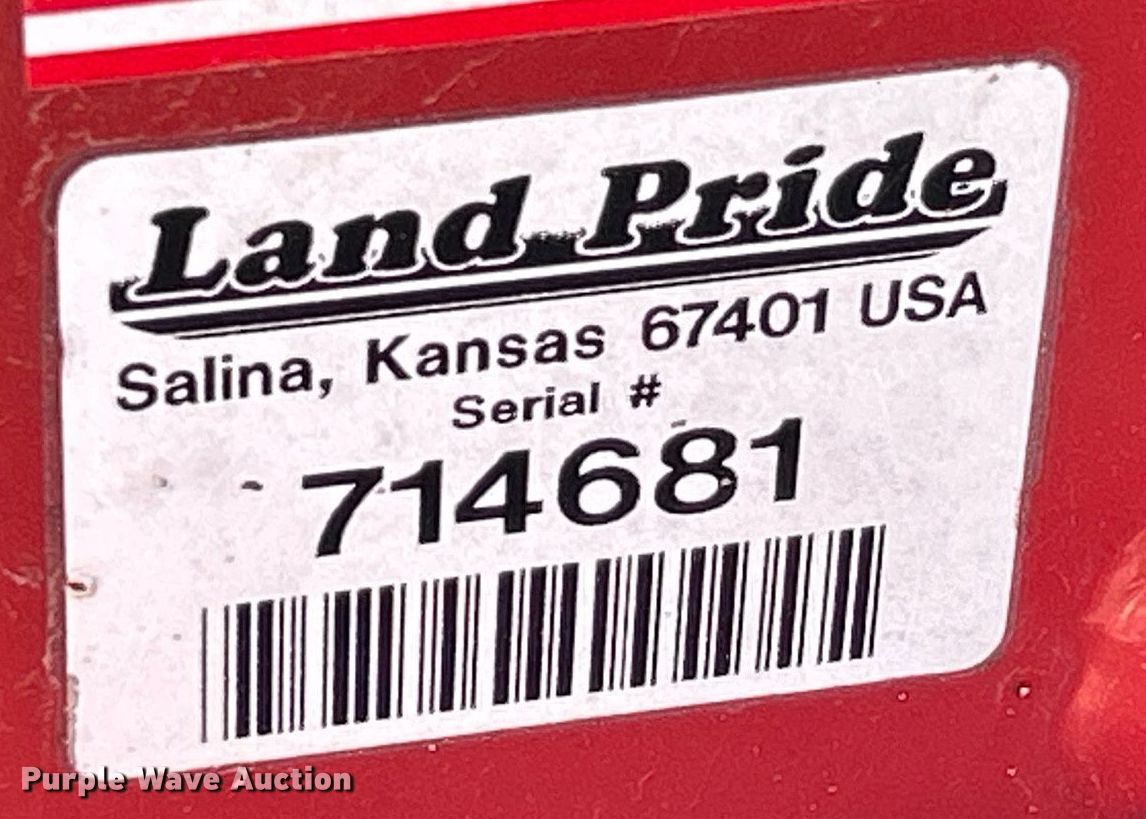 Land Pride
Salina, Kansas 67401 USA
Serial #
714681
Purple Wave Auction